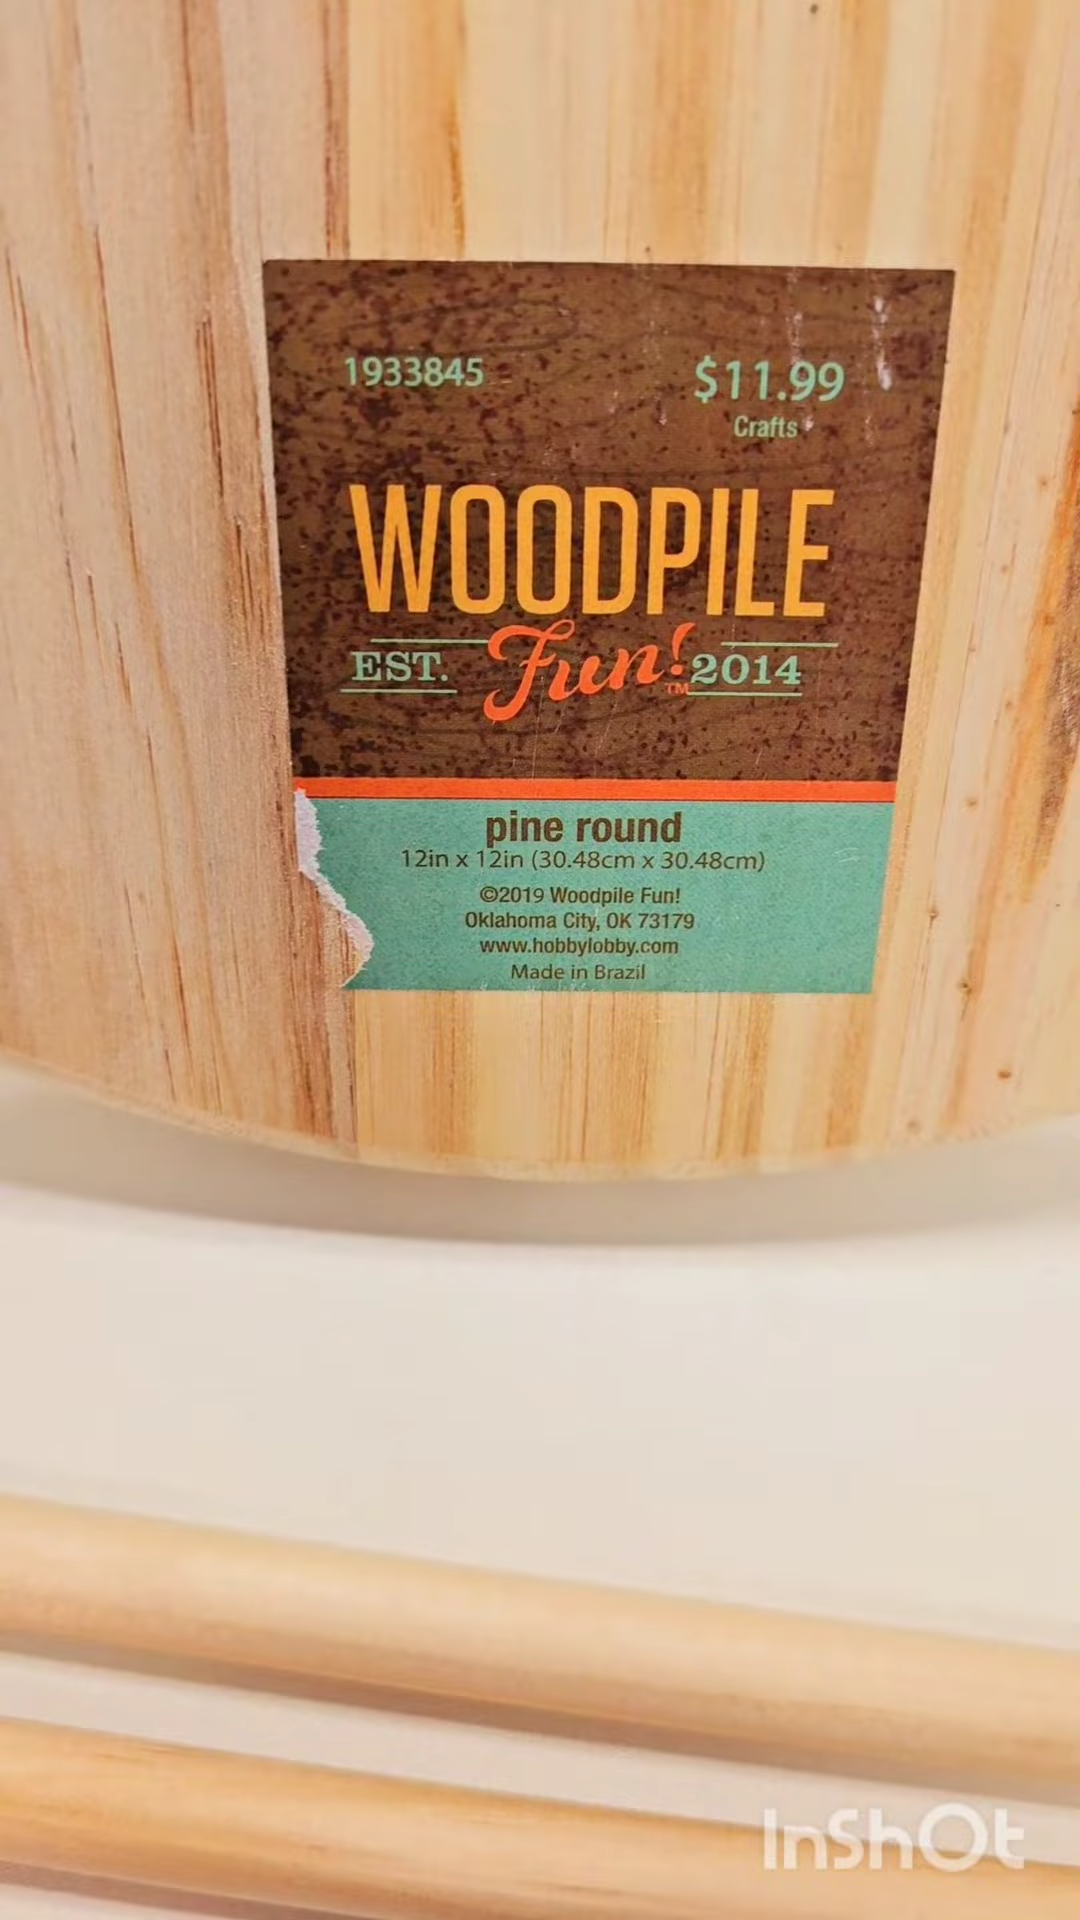 1933845
$11.99
Crafts
WOODPILE
EST. Fun!™ 2014
pine round
12in x 12in (30.48cm x 30.48cm)
©2019 Woodpile Fun!
Oklahoma City, OK 73179
www.hobbylobby.com
Made in Brazil
InShOt